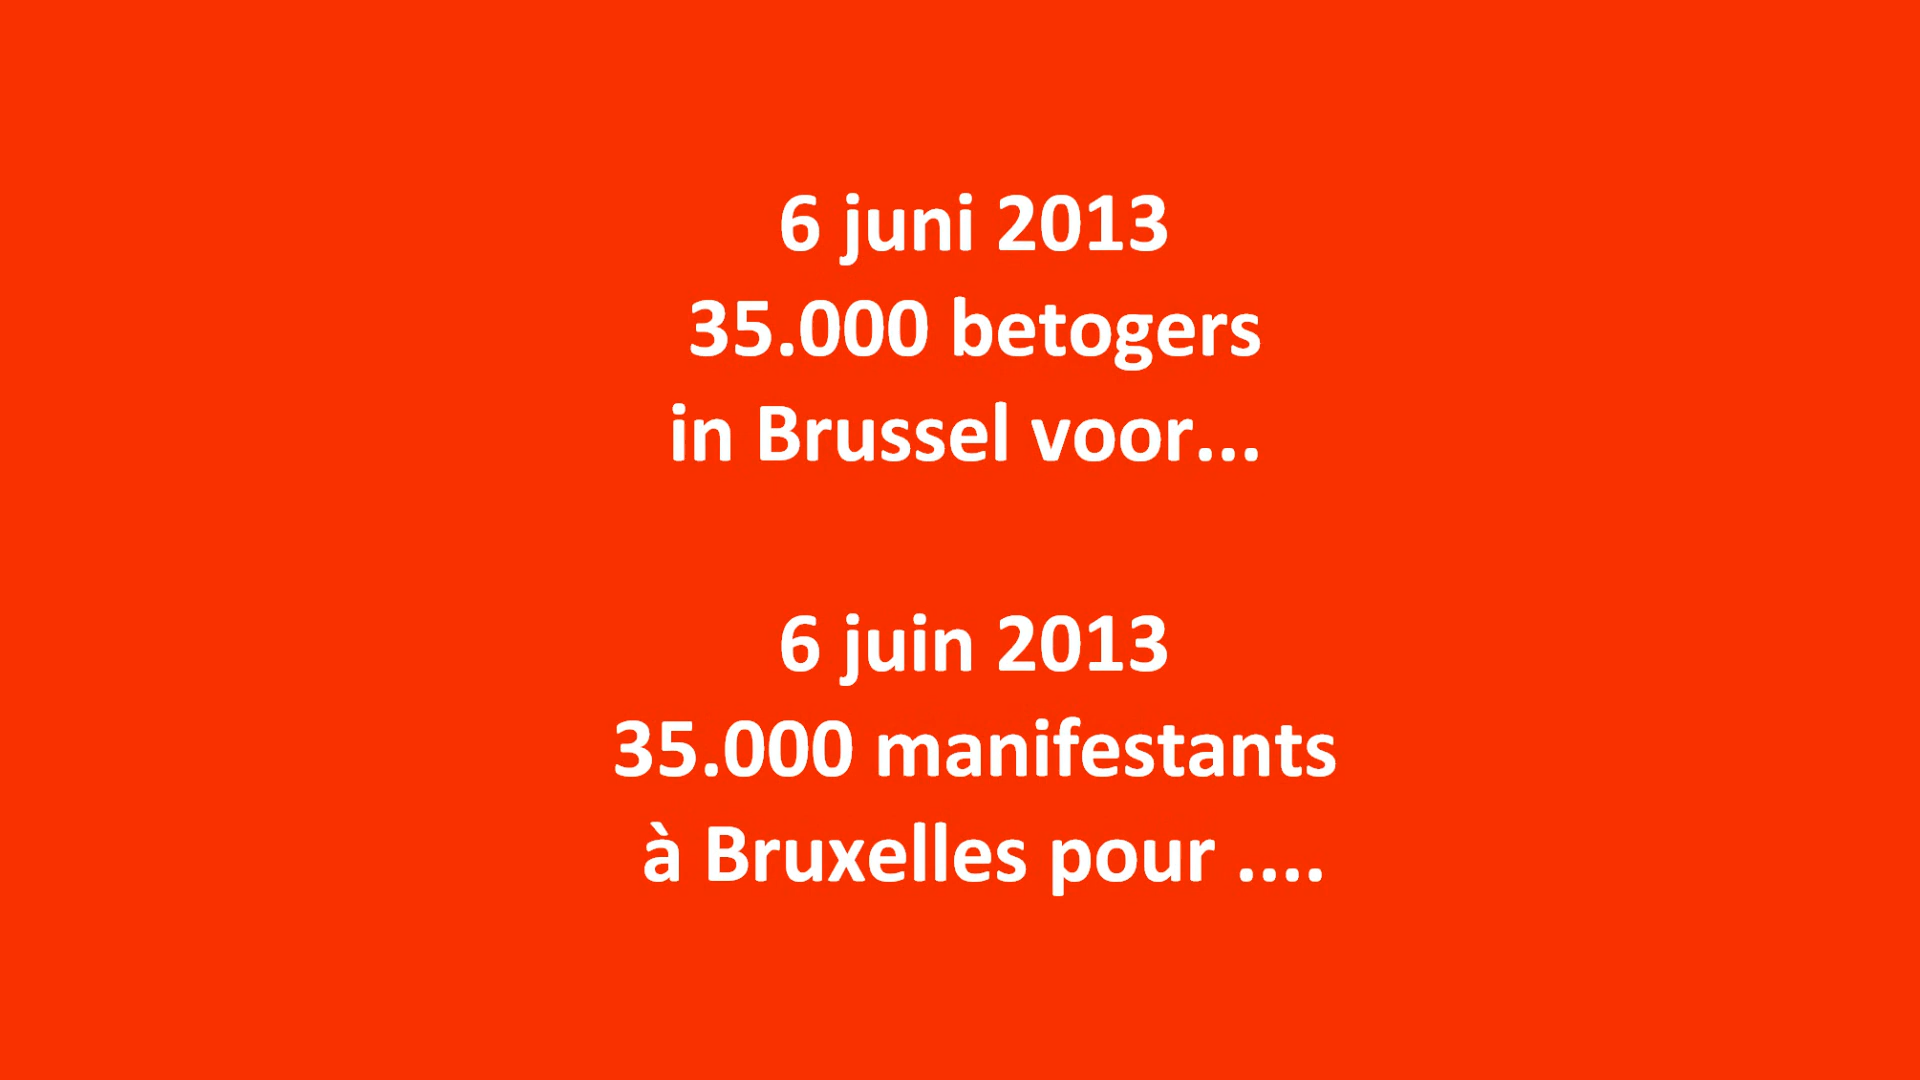 6 juni 2013
35.000 betogers
in Brussel voor...
6 juin 2013
35.000 manifestants
à Bruxelles pour ....